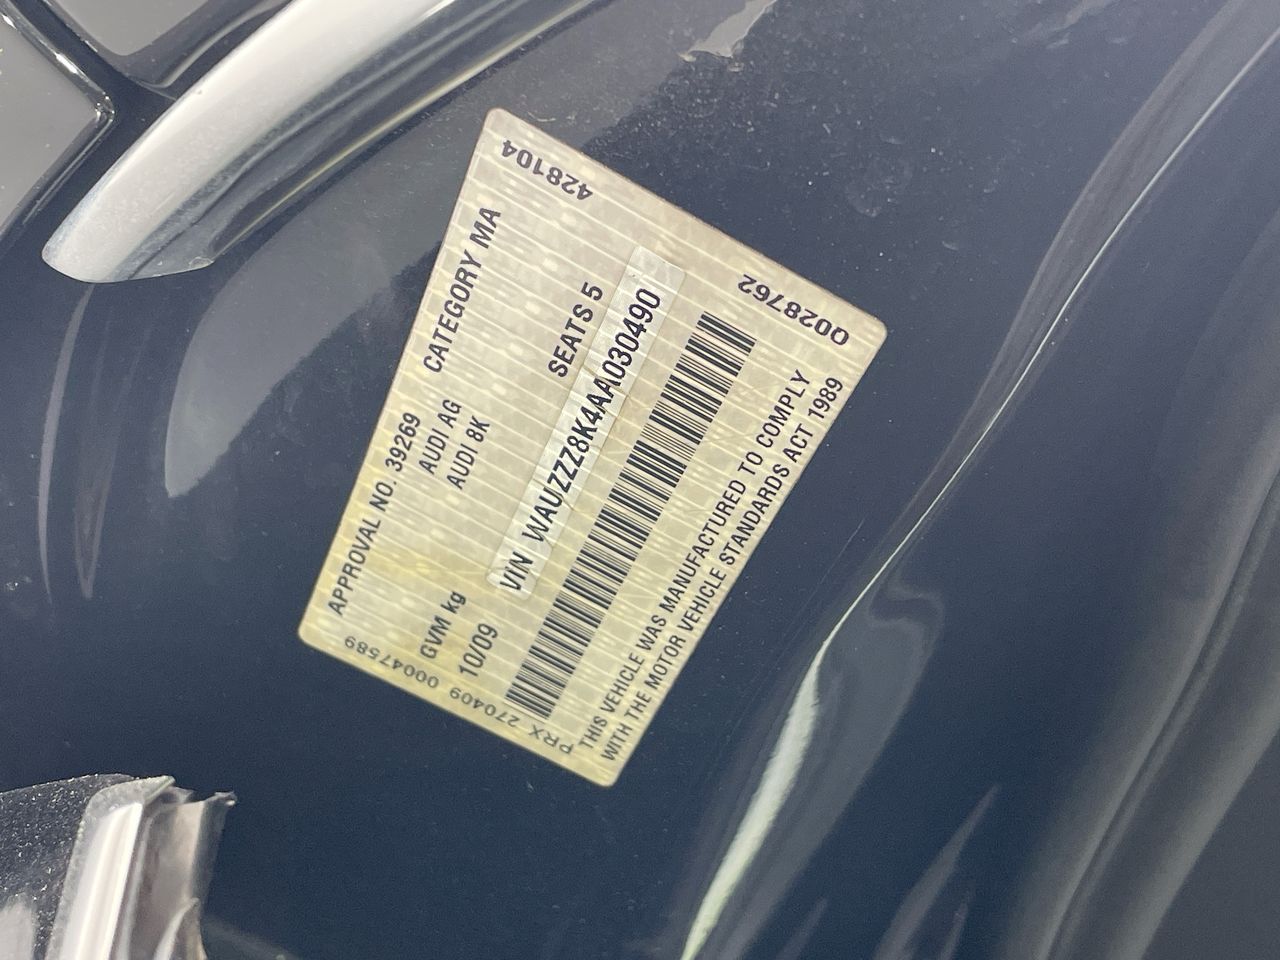 APPROVAL NO. 39269 CATEGORY MA
AUDI AG
AUDI 8K
GVM kg SEATS 5
10/09
VIN WAUZZZ8K4AA030490
THIS VEHICLE WAS MANUFACTURED TO COMPLY
WITH THE MOTOR VEHICLE STANDARDS ACT 1989
428104
0028762
PRX 270409 00047589